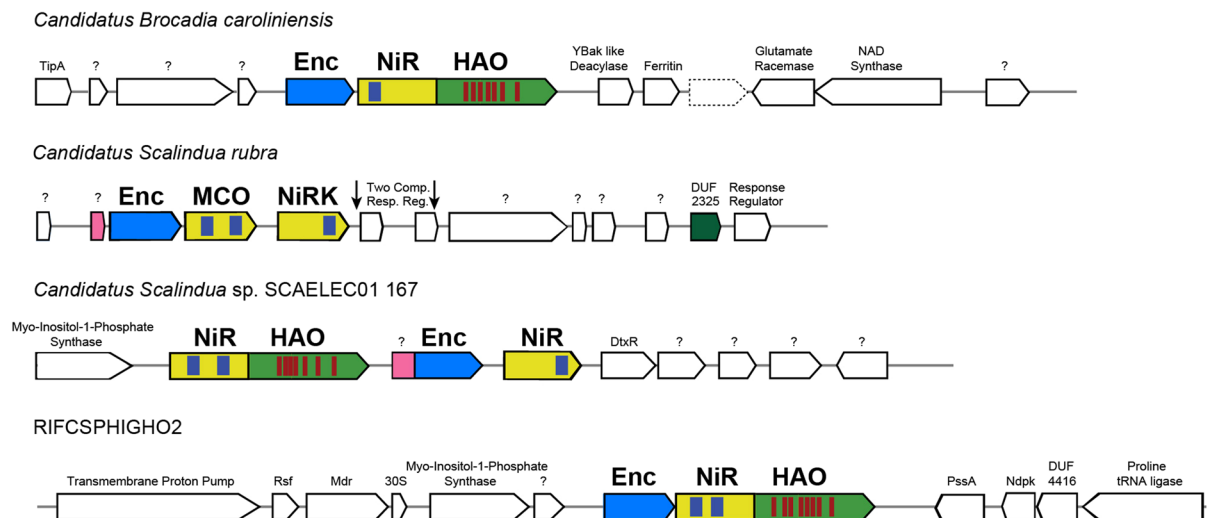 Candidatus Brocadia caroliniensis
TipA ? ? ? Enc NiR HAO YBak like Ferritin Glutamate NAD ?
Deacylase Racemase Synthase
Candidatus Scalindua rubra
? ? Enc MCO NiRK Two Comp. ? ? ? ? DUF Response
Resp. Reg. 2325 Regulator
Candidatus Scalindua sp. SCAELEC01 167
Myo-Inositol-1-Phosphate
Synthase NiR HAO ? Enc NiR DtxR ? ? ? ?
RIFCSPHIGHO2
Transmembrane Proton Pump Rsf Mdr 30S Myo-Inositol-1-Phosphate ? Enc NiR HAO PssA Ndpk DUF Proline
Synthase 4416 tRNA ligase